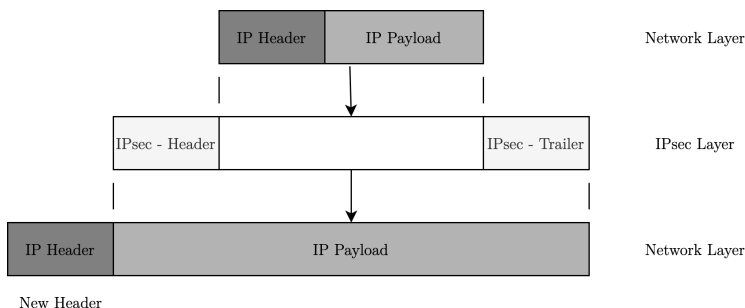 IP Header IP Payload Network Layer
IPsec - Header IPsec - Trailer IPsec Layer
IP Header IP Payload Network Layer
New Header